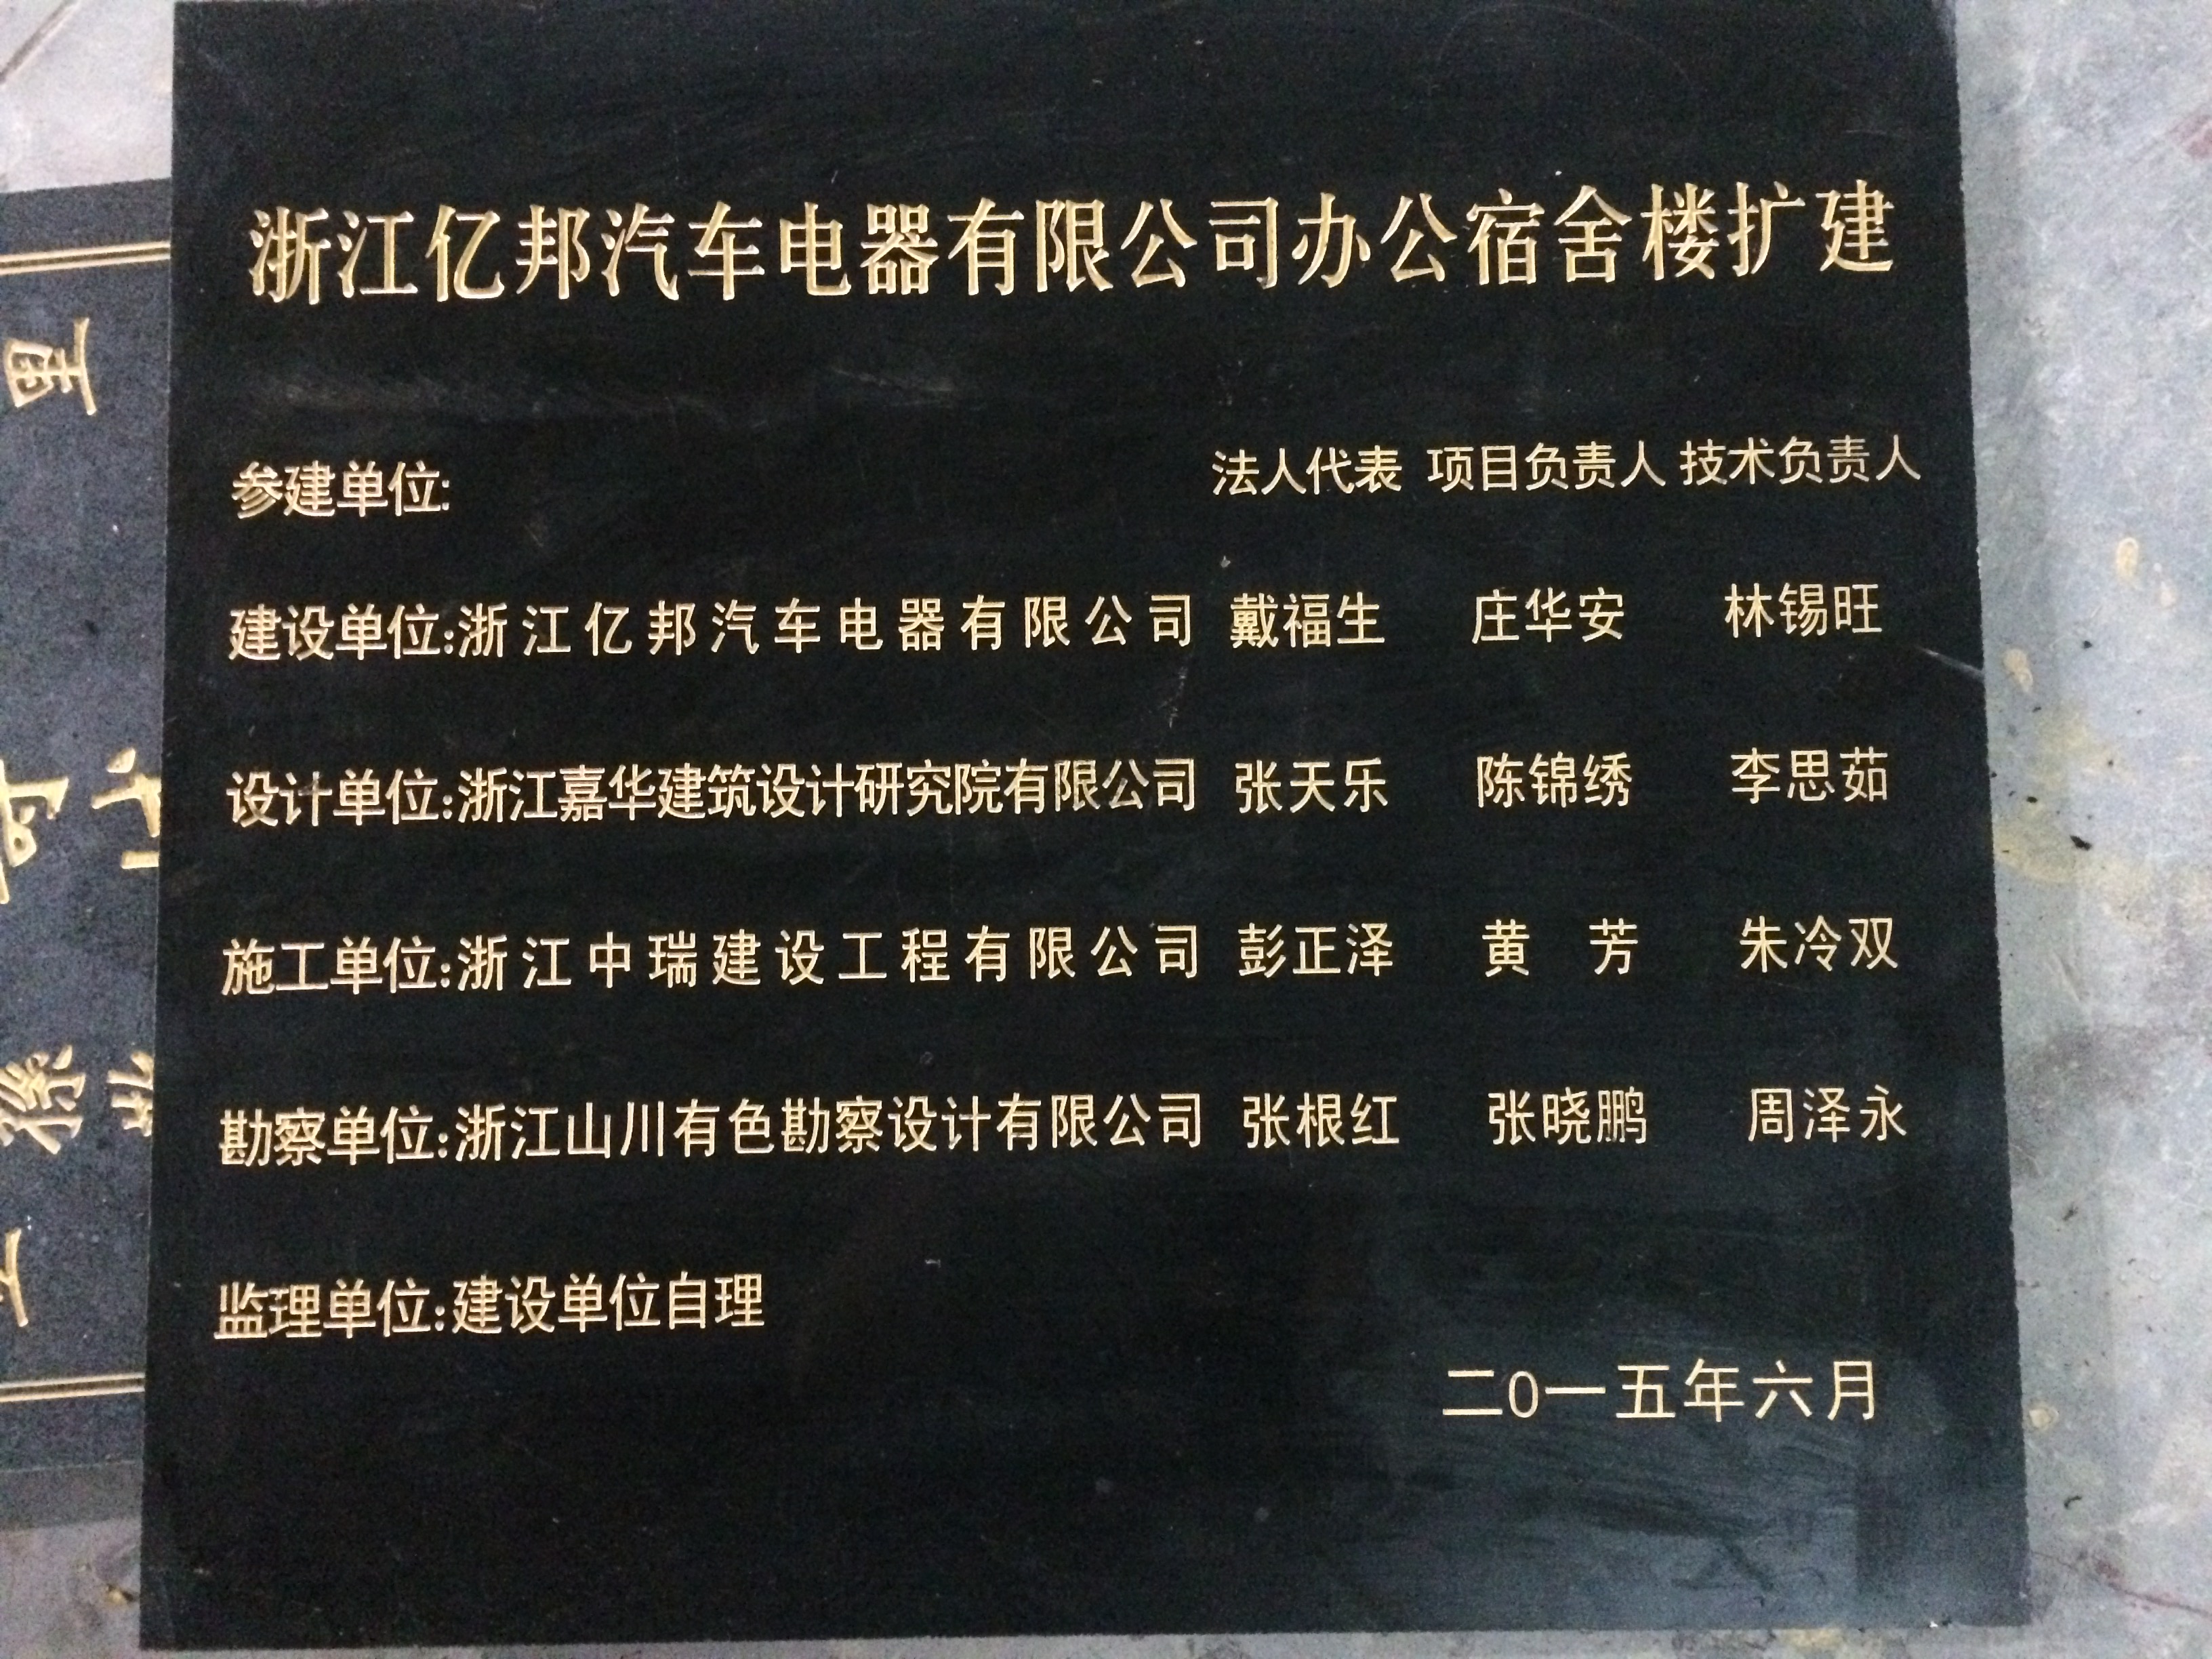 浙江亿邦汽车电器有限公司办公宿舍楼扩建
参建单位: 法人代表 项目负责人 技术负责人
建设单位:浙江亿邦汽车电器有限公司 戴福生 庄华安 林锡旺
设计单位:浙江嘉华建筑设计研究院有限公司 张天乐 陈锦绣 李思茹
施工单位:浙江中瑞建设工程有限公司 彭正泽 黄 芳 朱冷双
勘察单位:浙江山川有色勘察设计有限公司 张根红 张晓鹏 周泽永
监理单位:建设单位自理
二0一五年六月